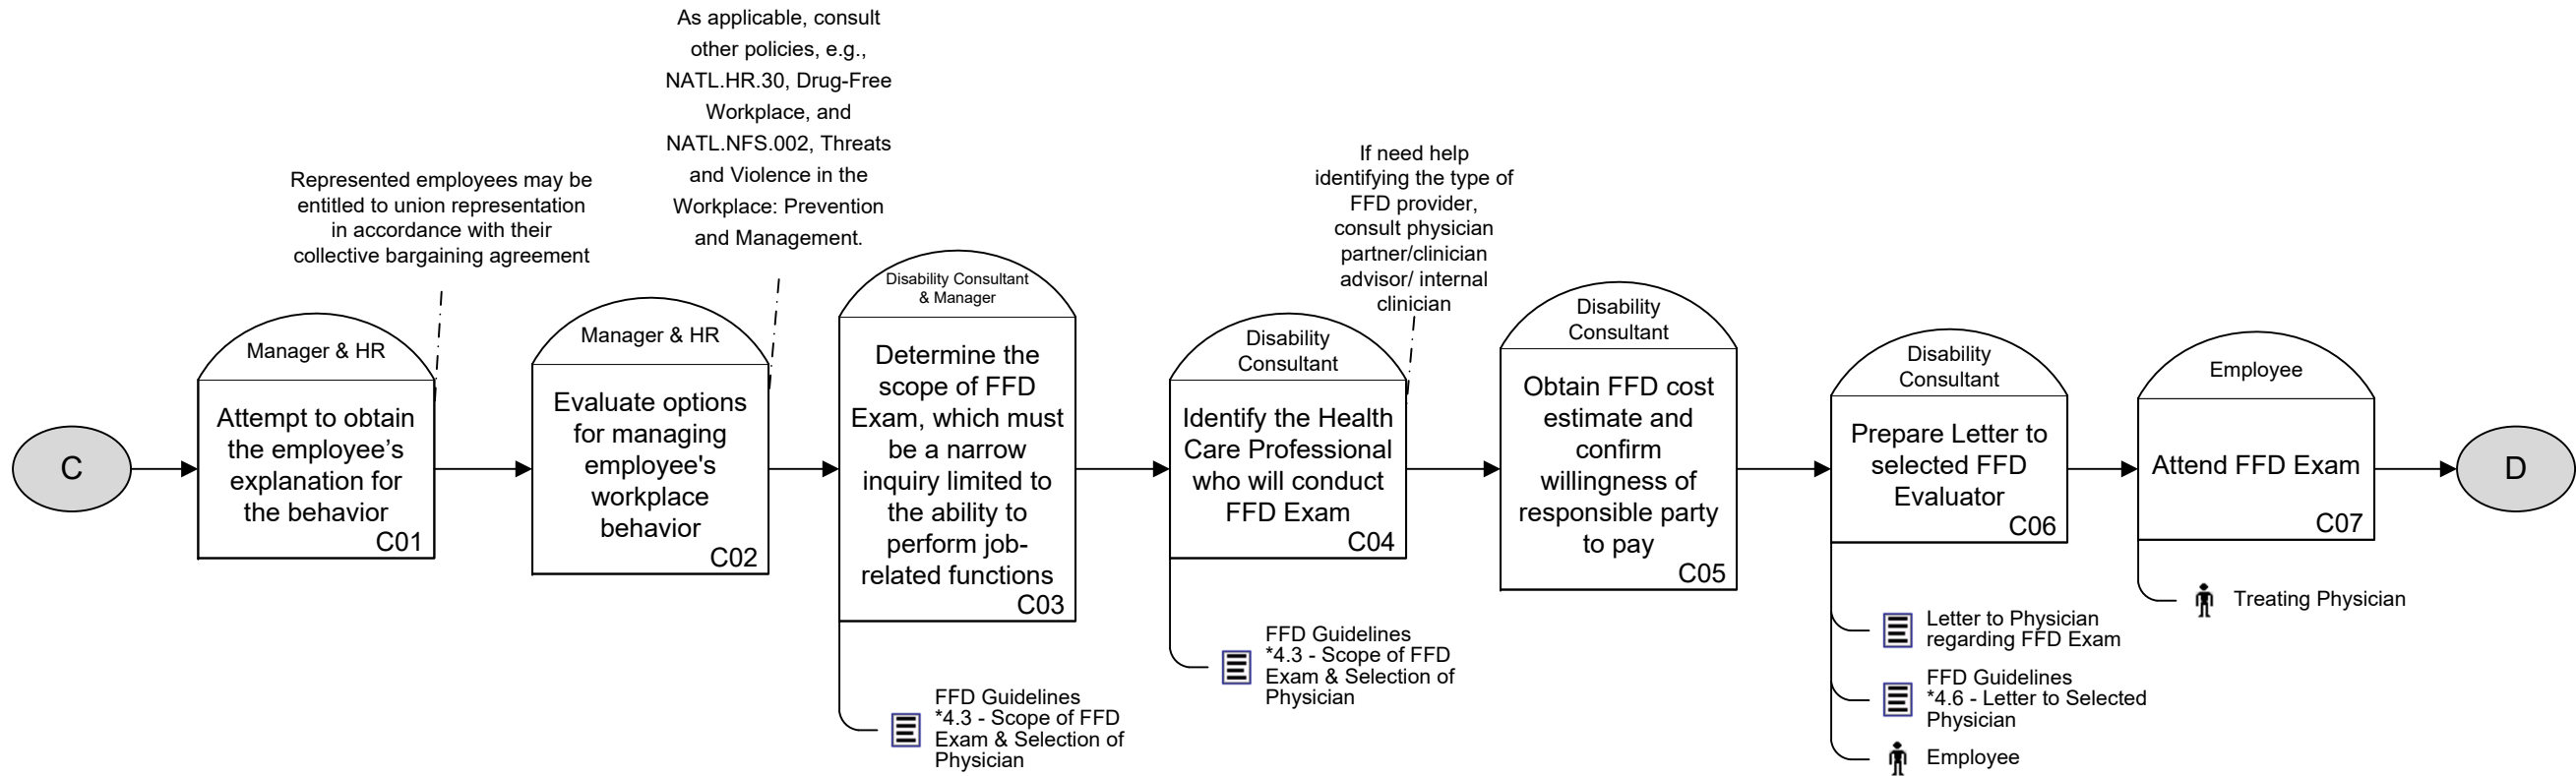 C
Represented employees may be
entitled to union representation
in accordance with their
collective bargaining agreement
Manager & HR
Attempt to obtain
the employee’s
explanation for
the behavior
C01
As applicable, consult
other policies, e.g.,
NATL.HR.30, Drug-Free
Workplace, and
NATL.NFS.002, Threats
and Violence in the
Workplace: Prevention
and Management.
Manager & HR
Evaluate options
for managing
employee's
workplace
behavior
C02
Disability Consultant
& Manager
Determine the
scope of FFD
Exam, which must
be a narrow
inquiry limited to
the ability to
perform job-
related functions
C03
FFD Guidelines
*4.3 - Scope of FFD
Exam & Selection of
Physician
If need help
identifying the type of
FFD provider,
consult physician
partner/clinician
advisor/ internal
clinician
Disability
Consultant
Identify the Health
Care Professional
who will conduct
FFD Exam
C04
FFD Guidelines
*4.3 - Scope of FFD
Exam & Selection of
Physician
Disability
Consultant
Obtain FFD cost
estimate and
confirm
willingness of
responsible party
to pay
C05
Disability
Consultant
Prepare Letter to
selected FFD
Evaluator
C06
Letter to Physician
regarding FFD Exam
FFD Guidelines
*4.6 - Letter to Selected
Physician
Employee
Employee
Attend FFD Exam
C07
Treating Physician
D